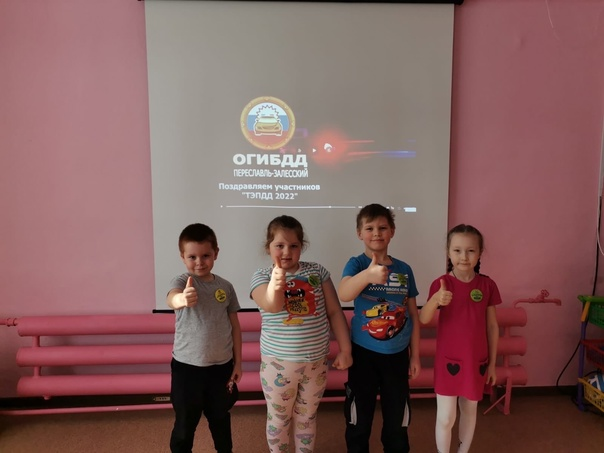 ОГИБДД
ПЕРЕСЛАВЛЬ-ЗАЛЕССКИЙ
Поздравляем участников
"ТЭПДД 2022"